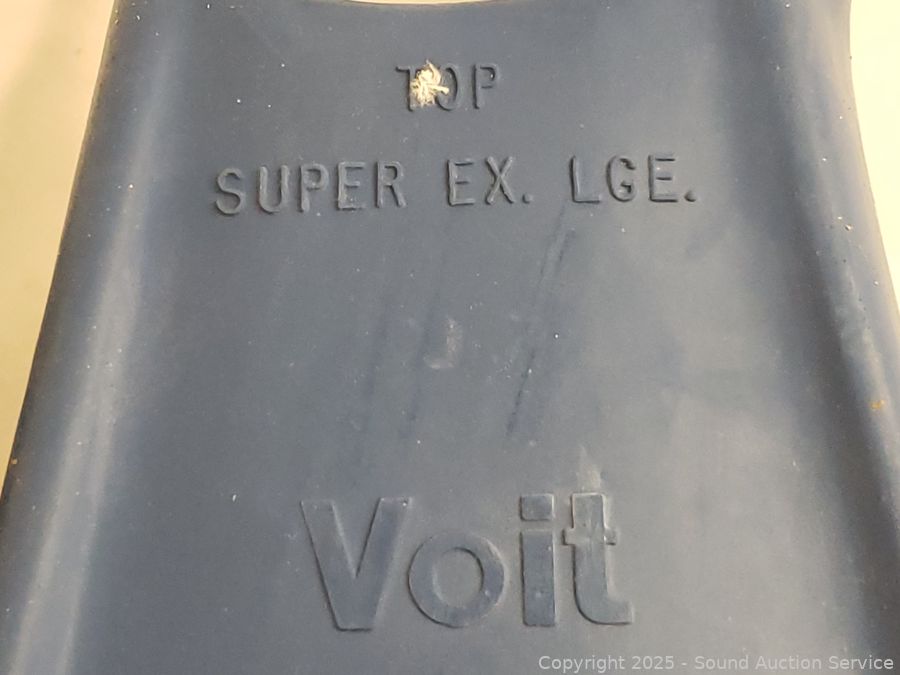 TOP
SUPER EX. LGE.
Voit
Copyright 2025 - Sound Auction Service